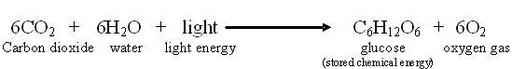 6CO₂ + 6H₂O + light ⟶ C₆H₁₂O₆ + 6O₂
Carbon dioxide water light energy glucose oxygen gas
(stored chemical energy)